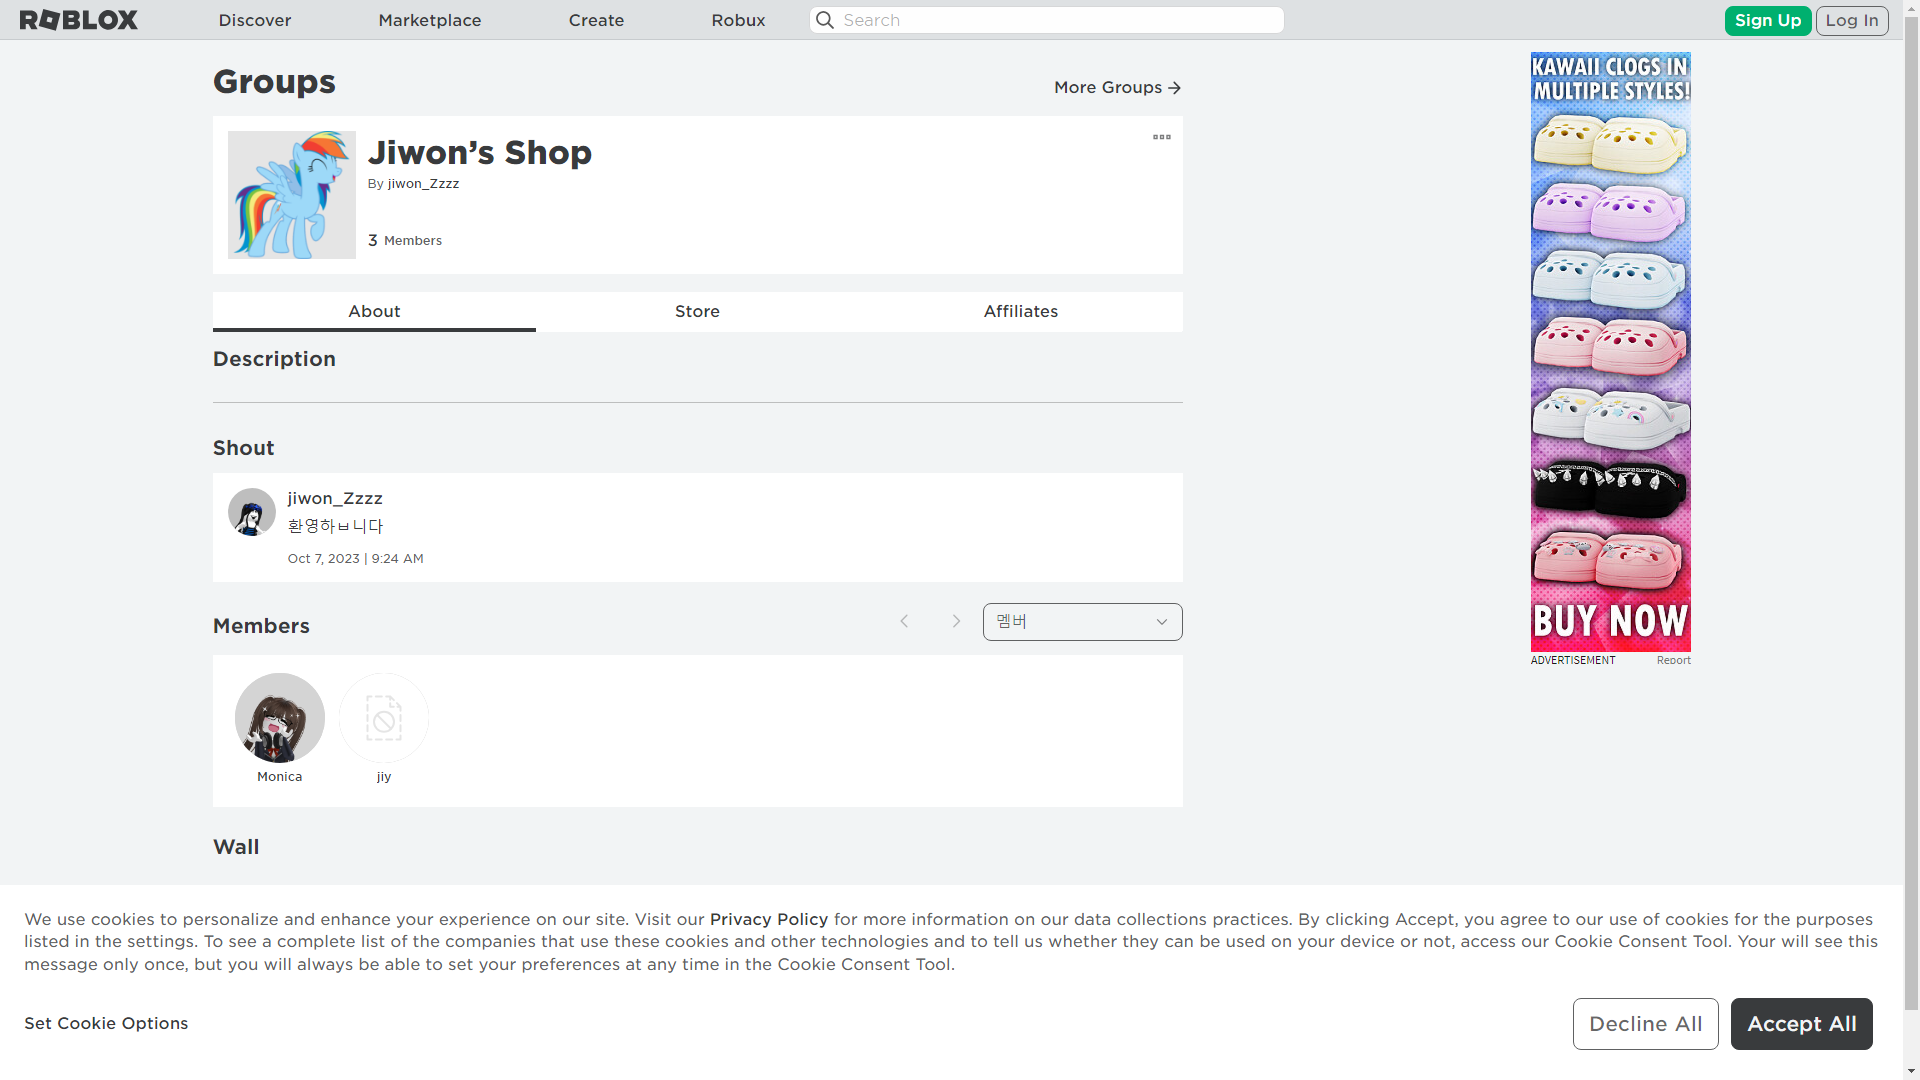 ROBLOX
Discover
Marketplace
Create
Robux
Search
Sign Up
Log In
Groups
More Groups
Jiwon’s Shop
By jiwon_Zzzz
3 Members
About
Store
Affiliates
Description
Shout
jiwon_Zzzz
환영하ㅂ니다
Oct 7, 2023 | 9:24 AM
Members
멤버
Monica
jiy
Wall
KAWAII CLOGS IN
MULTIPLE STYLES!
BUY NOW
ADVERTISEMENT
Report
We use cookies to personalize and enhance your experience on our site. Visit our Privacy Policy for more information on our data collections practices. By clicking Accept, you agree to our use of cookies for the purposes
listed in the settings. To see a complete list of the companies that use these cookies and other technologies and to tell us whether they can be used on your device or not, access our Cookie Consent Tool. Your will see this
message only once, but you will always be able to set your preferences at any time in the Cookie Consent Tool.
Set Cookie Options
Decline All
Accept All